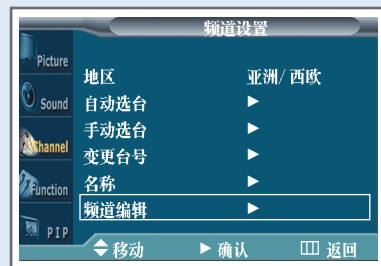 频道设置
Picture
Sound
Channel
Function
PIP
地区 亚洲/西欧
自动选台 ▶
手动选台 ▶
变更台号 ▶
名称 ▶
频道编辑 ▶
移动 ▶ 确认 返回